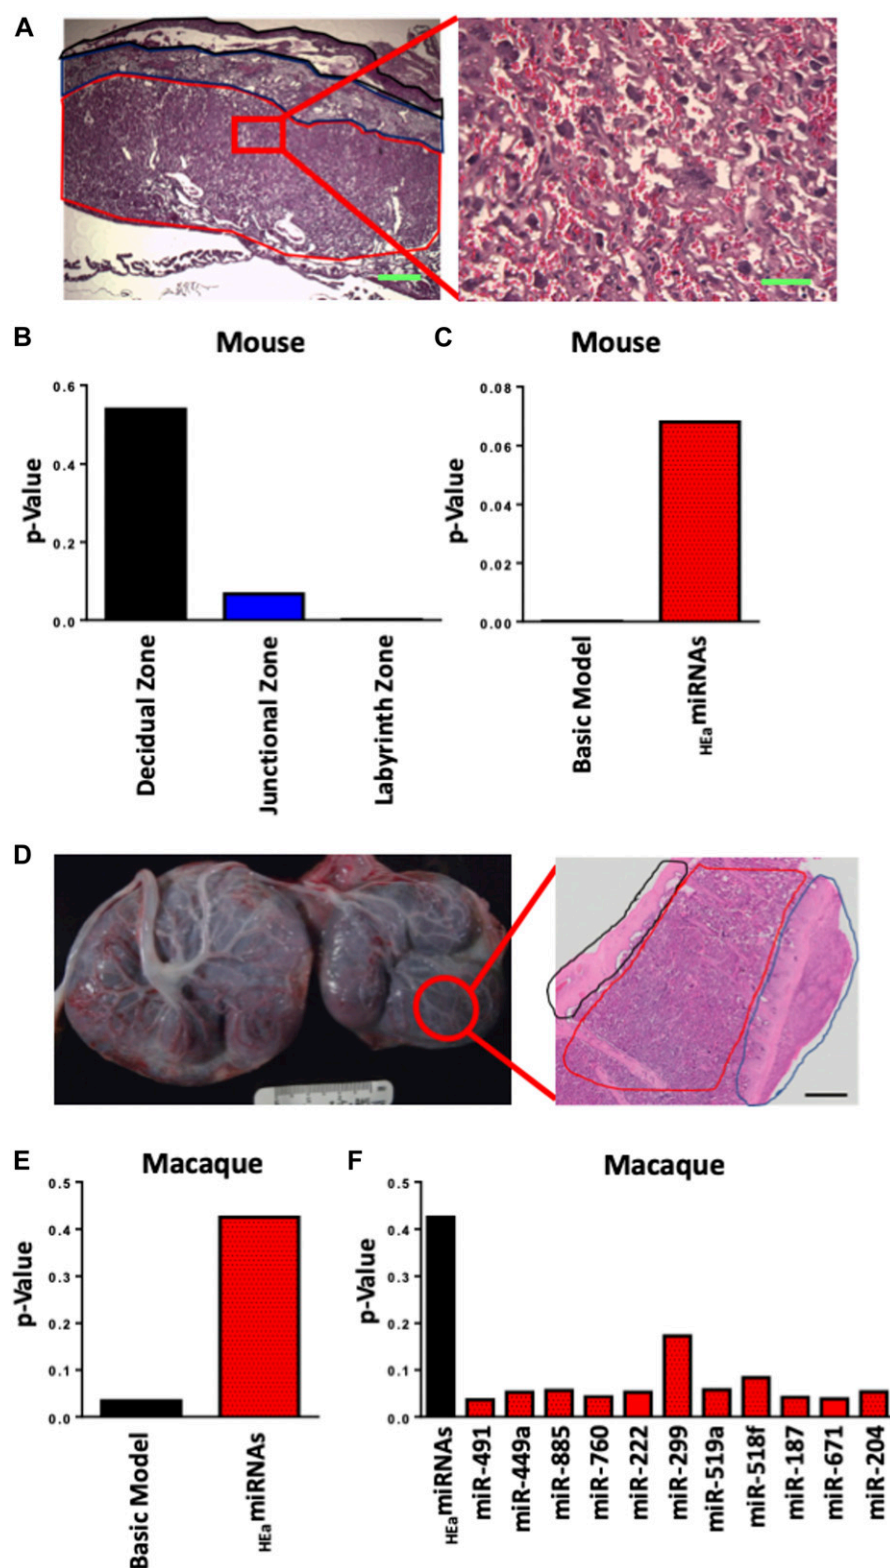 A
B
Mouse
p-Value
0.6
0.4
0.2
0.0
Decidual Zone
Junctional Zone
Labyrinth Zone
C
Mouse
p-Value
0.08
0.06
0.04
0.02
0.00
Basic Model
HEamiRNAs
D
E
Macaque
p-Value
0.5
0.4
0.3
0.2
0.1
0.0
Basic Model
HEamiRNAs
F
Macaque
p-Value
0.5
0.4
0.3
0.2
0.1
0.0
HEamiRNAs
miR-491
miR-449a
miR-885
miR-760
miR-222
miR-299
miR-519a
miR-518f
miR-187
miR-671
miR-204